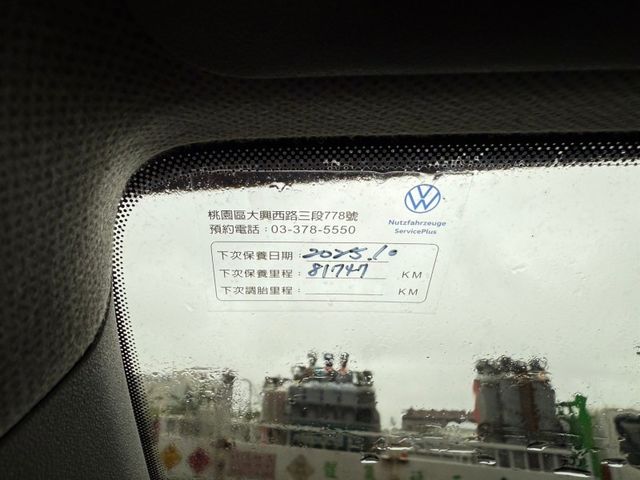 桃園區大興西路三段778號
預約電話：03-378-5550
Nutzfahrzeuge
ServicePlus
下次保養日期：2025.10
下次保養里程：81747 KM
下次調胎里程： KM